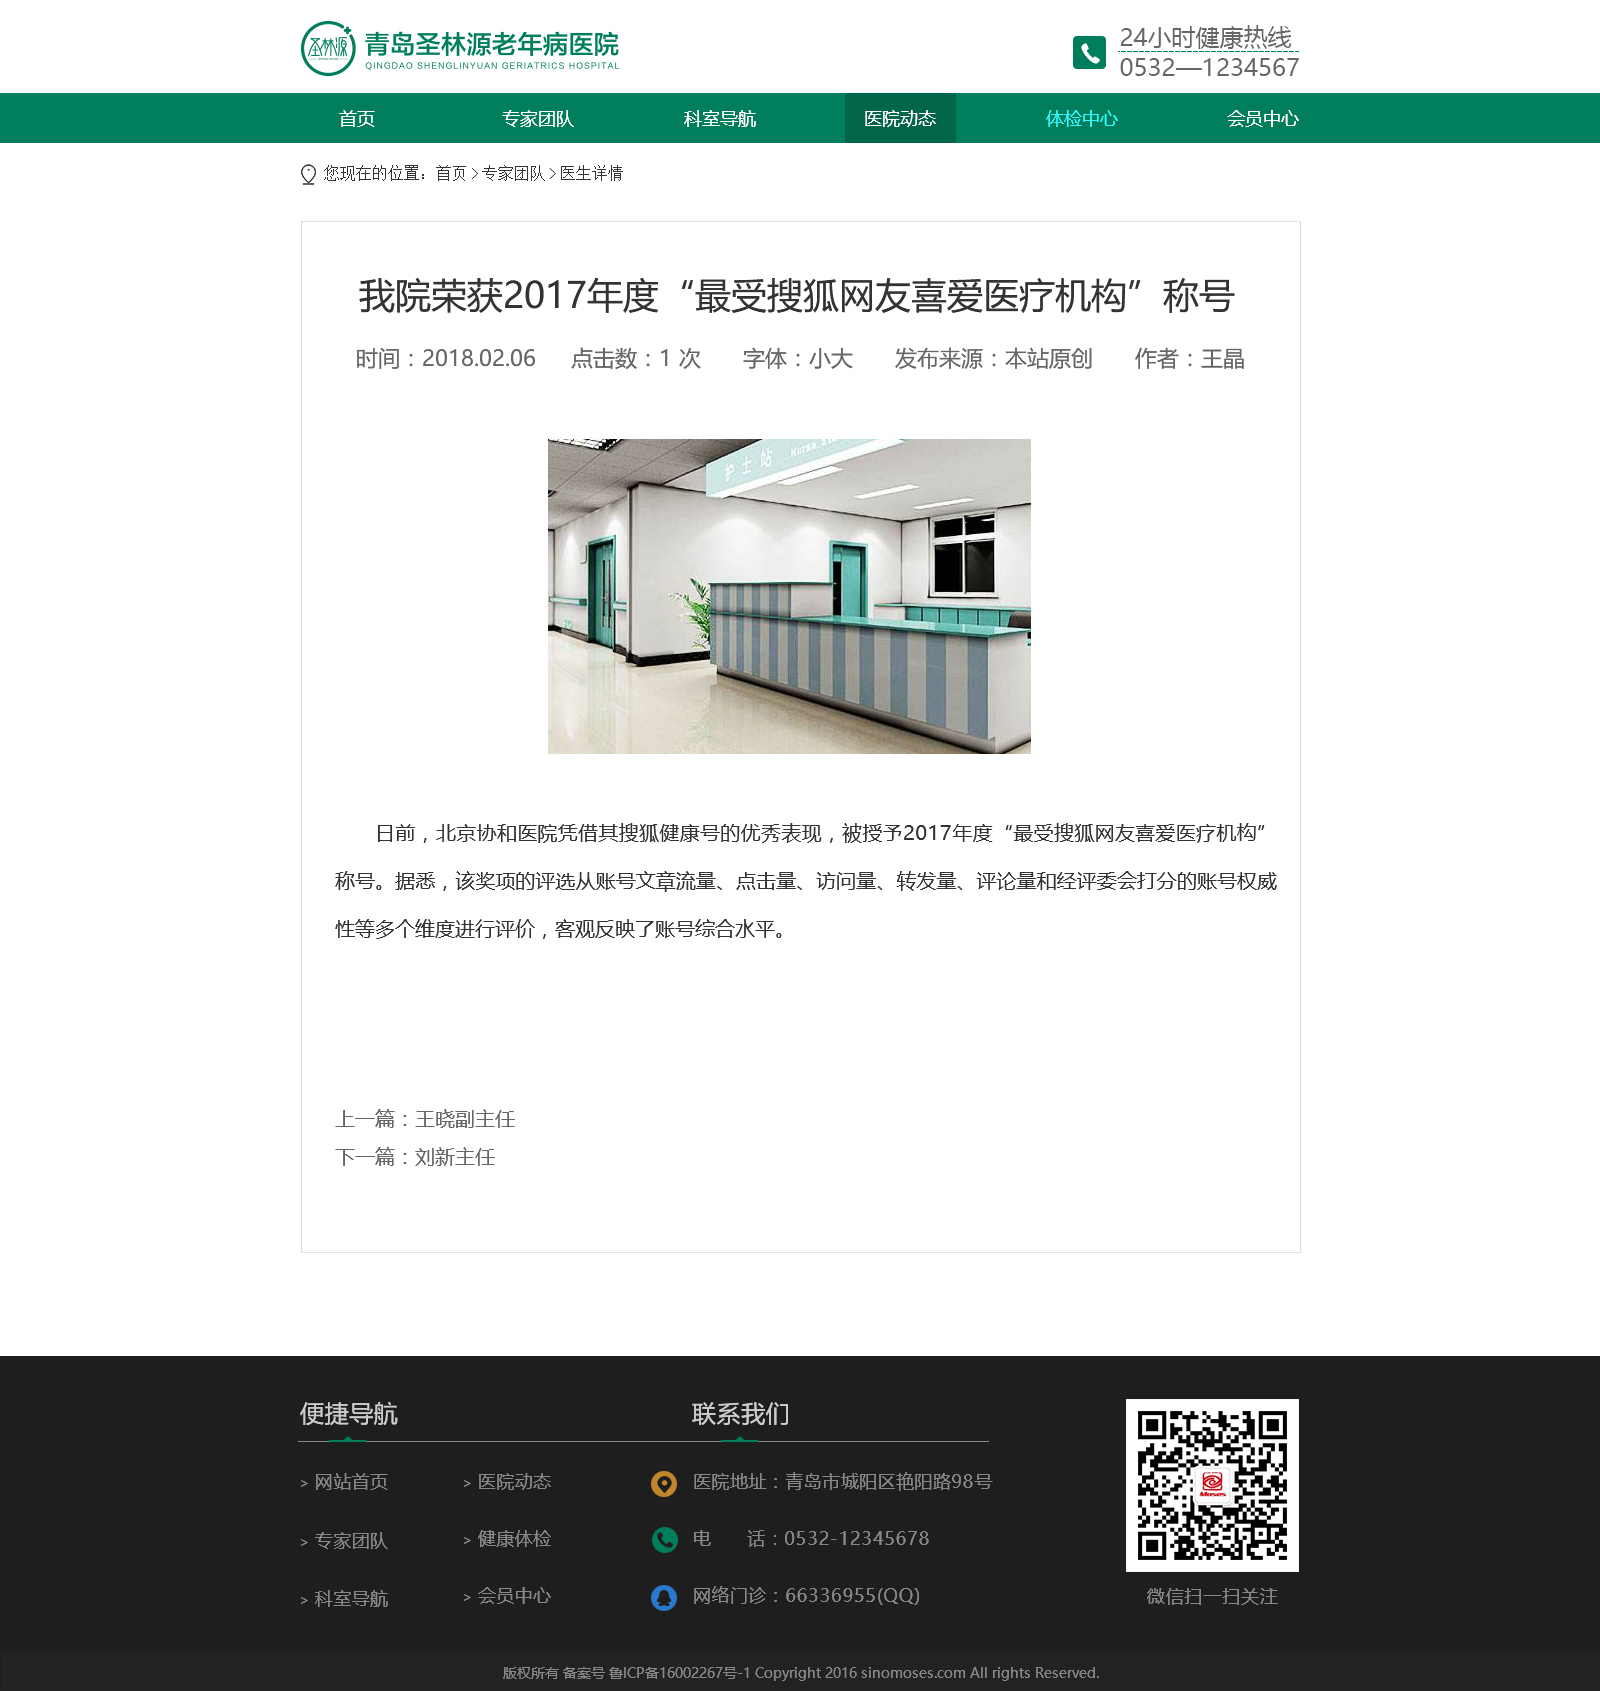 圣林源
青岛圣林源老年病医院
QINGDAO SHENGLINYUAN GERIATRICS HOSPITAL
24小时健康热线
0532—1234567
首页 专家团队 科室导航 医院动态 体检中心 会员中心
您现在的位置：首页 > 专家团队 > 医生详情
我院荣获2017年度“最受搜狐网友喜爱医疗机构”称号
时间：2018.02.06 点击数：1 次 字体：小大 发布来源：本站原创 作者：王晶
护士站
日前，北京协和医院凭借其搜狐健康号的优秀表现，被授予2017年度“最受搜狐网友喜爱医疗机构”
称号。据悉，该奖项的评选从账号文章流量、点击量、访问量、转发量、评论量和经评委会打分的账号权威
性等多个维度进行评价，客观反映了账号综合水平。
上一篇：王晓副主任
下一篇：刘新主任
便捷导航 联系我们
> 网站首页 > 医院动态 医院地址：青岛市城阳区艳阳路98号
> 专家团队 > 健康体检 电 话：0532-12345678
> 科室导航 > 会员中心 网络门诊：66336955(QQ)
Moses
微信扫一扫关注
版权所有 备案号 鲁ICP备16002267号-1 Copyright 2016 sinomoses.com All rights Reserved.